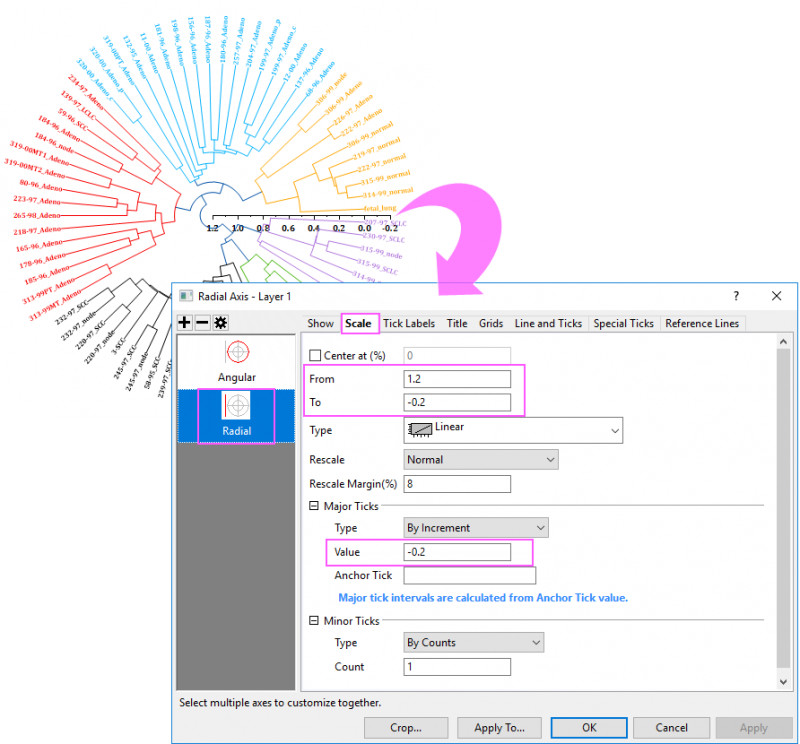 187-96_Adeno
156-96_Adeno
198-96_Adeno
181-96_Adeno
11-00_Adeno
132-95_Adeno
319-00PT_Adeno
320-00_Adeno_p
320-00_Adeno_c
180-96_Adeno
257-97_Adeno
204-97_Adeno
199-97_Adeno_p
199-97_Adeno_c
12-00_Adeno
137-96_Adeno
68-96_Adeno
306-99_node
306-99_Adeno
226-97_Adeno
222-97_Adeno
306-99_normal
219-97_normal
222-97_normal
315-99_normal
314-99_normal
fetal_lung
234-97_Adeno
139-97_LCLC
59-96_SCC
184-96_Adeno
184-96_node
319-00MT1_Adeno
319-00MT2_Adeno
80-96_Adeno
223-97_Adeno
265-98_Adeno
218-97_Adeno
165-96_Adeno
178-96_Adeno
185-96_Adeno
313-99PT_Adeno
313-99MT_Adeno
1.2 1.0 0.8 0.6 0.4 0.2 0.0 -0.2
207-97_SCLC
230-97_SCLC
315-99_node
315-99_SCLC
232-97_SCC
232-97_node
220-97_SCC
220-97_node
3-SCC
245-97_SCC
245-97_node
58-95_SCC
239-97_SCC
Radial Axis - Layer 1 ?
Show Scale Tick Labels Title Grids Line and Ticks Special Ticks Reference Lines
Angular
Radial
Center at (%) 0
From 1.2
To -0.2
Type Linear
Rescale Normal
Rescale Margin(%) 8
Major Ticks
Type By Increment
Value -0.2
Anchor Tick
Major tick intervals are calculated from Anchor Tick value.
Minor Ticks
Type By Counts
Count 1
Select multiple axes to customize together.
Crop... Apply To... OK Cancel Apply